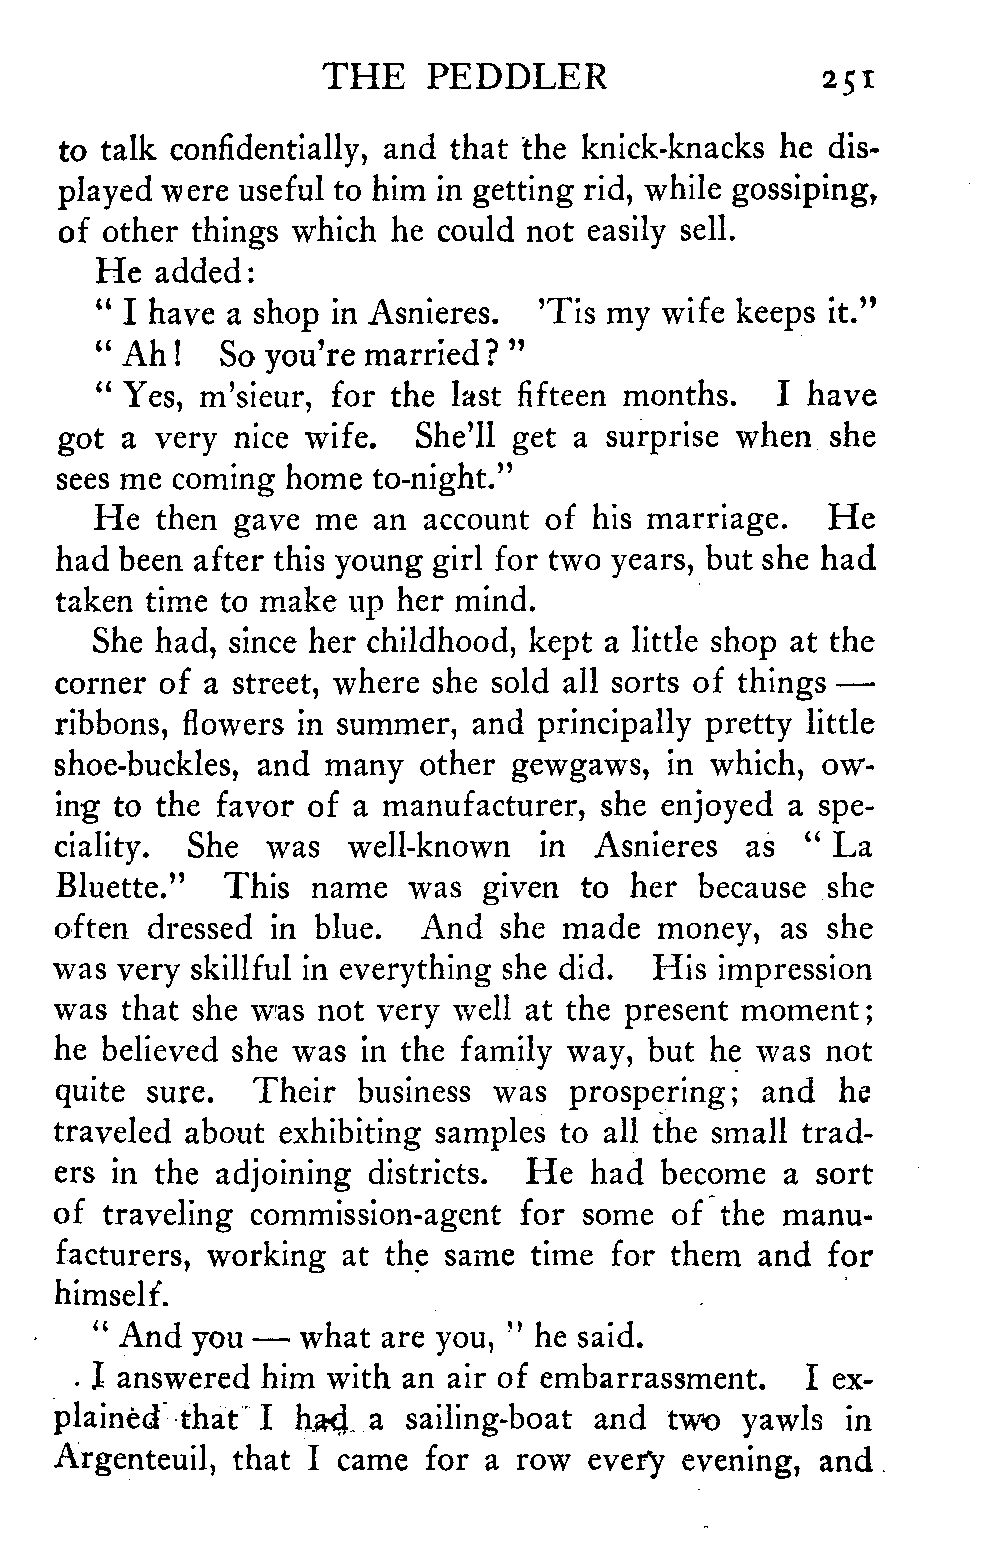 THE PEDDLER 251
to talk confidentially, and that the knick-knacks he dis-
played were useful to him in getting rid, while gossiping,
of other things which he could not easily sell.
He added:
" I have a shop in Asnieres. 'Tis my wife keeps it."
" Ah! So you're married? "
" Yes, m'sieur, for the last fifteen months. I have
got a very nice wife. She'll get a surprise when she
sees me coming home to-night."
He then gave me an account of his marriage. He
had been after this young girl for two years, but she had
taken time to make up her mind.
She had, since her childhood, kept a little shop at the
corner of a street, where she sold all sorts of things —
ribbons, flowers in summer, and principally pretty little
shoe-buckles, and many other gewgaws, in which, ow-
ing to the favor of a manufacturer, she enjoyed a spe-
ciality. She was well-known in Asnieres as " La
Bluette." This name was given to her because she
often dressed in blue. And she made money, as she
was very skillful in everything she did. His impression
was that she was not very well at the present moment;
he believed she was in the family way, but he was not
quite sure. Their business was prospering; and he
traveled about exhibiting samples to all the small trad-
ers in the adjoining districts. He had become a sort
of traveling commission-agent for some of the manu-
facturers, working at the same time for them and for
himself.
" And you — what are you, " he said.
I answered him with an air of embarrassment. I ex-
plained that I had a sailing-boat and two yawls in
Argenteuil, that I came for a row every evening, and